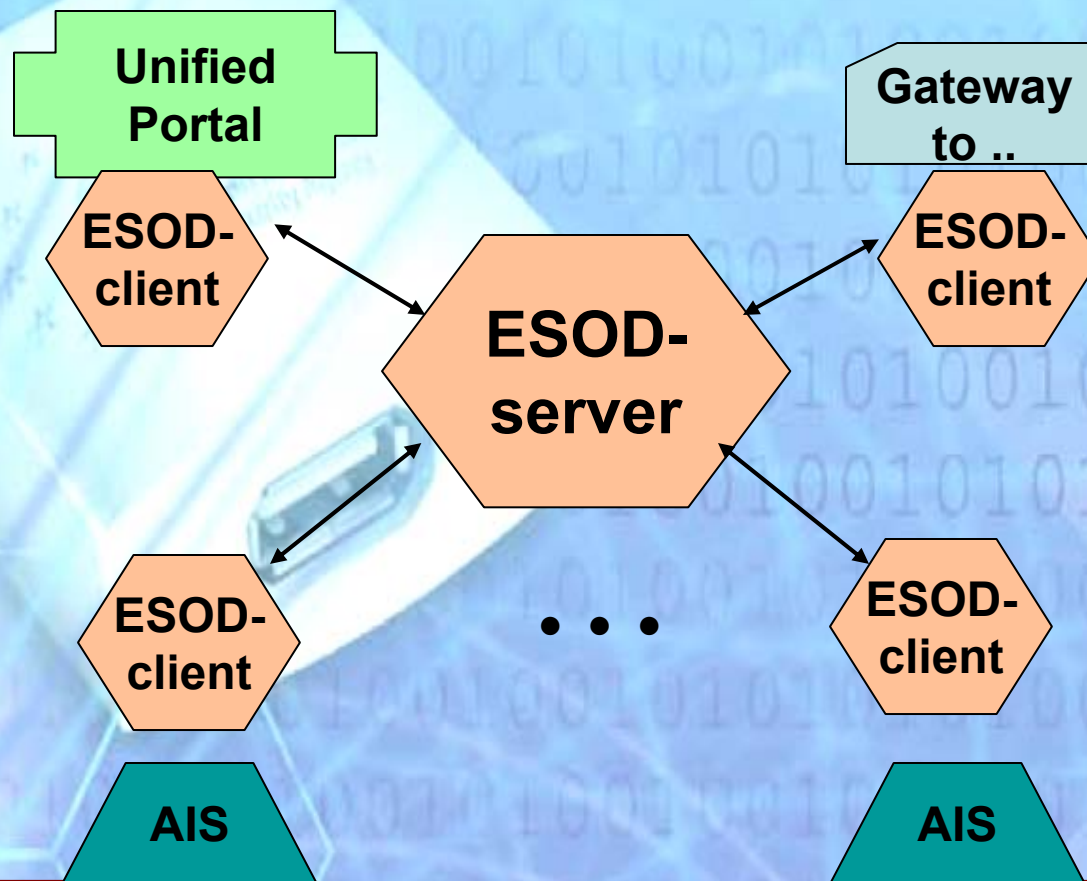 Unified
Portal
Gateway
to ..
ESOD-
client
ESOD-
client
ESOD-
server
ESOD-
client
• • •
ESOD-
client
AIS
AIS